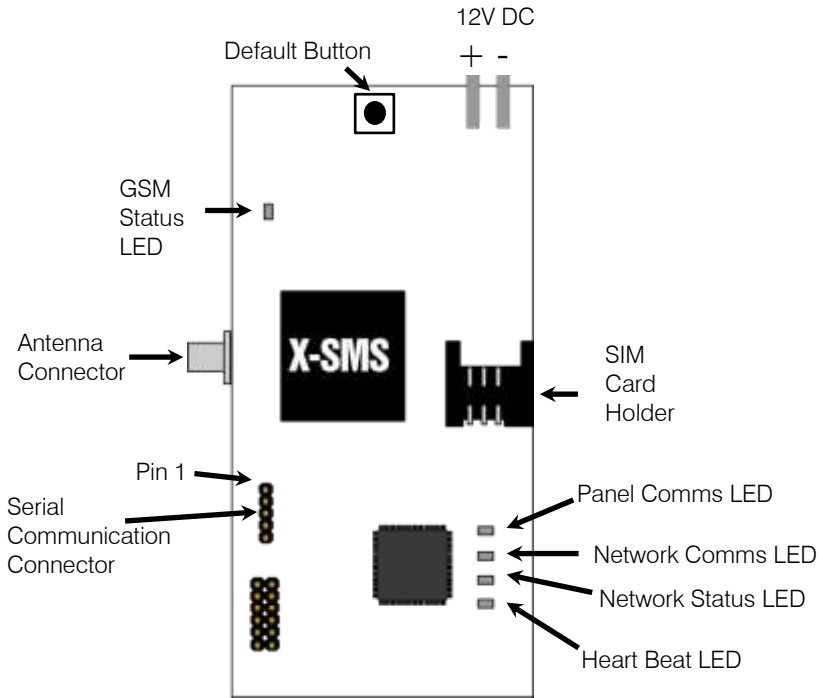 12V DC
+ -
Default Button
GSM
Status
LED
Antenna
Connector
X-SMS
SIM
Card
Holder
Pin 1
Serial
Communication
Connector
Panel Comms LED
Network Comms LED
Network Status LED
Heart Beat LED